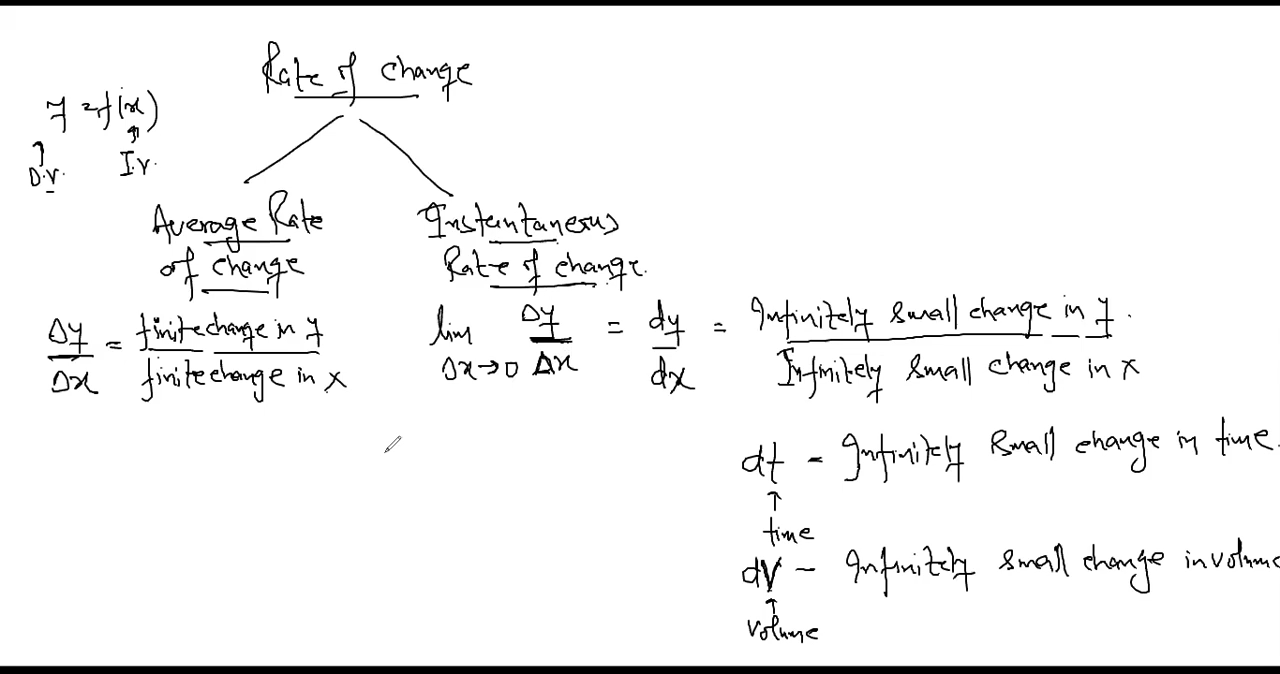 Rate of change
y = f(x)
↑ ↑
D.V. I.V.
Average Rate
of change
Instantaneous
Rate of change.
Δy/Δx = finite change in y / finite change in x
lim Δx→0 Δy/Δx = dy/dx = Infinitely small change in y. / Infinitely small change in x
dt - Infinitely small change in time.
↑
time
dV - Infinitely small change in volume
↑
volume